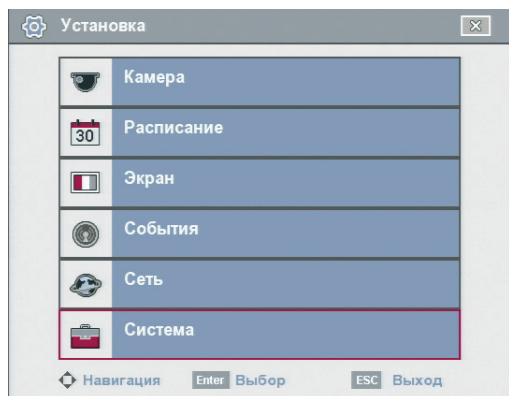 Установка
Камера
30
Расписание
Экран
События
Сеть
Система
Навигация Enter Выбор ESC Выход